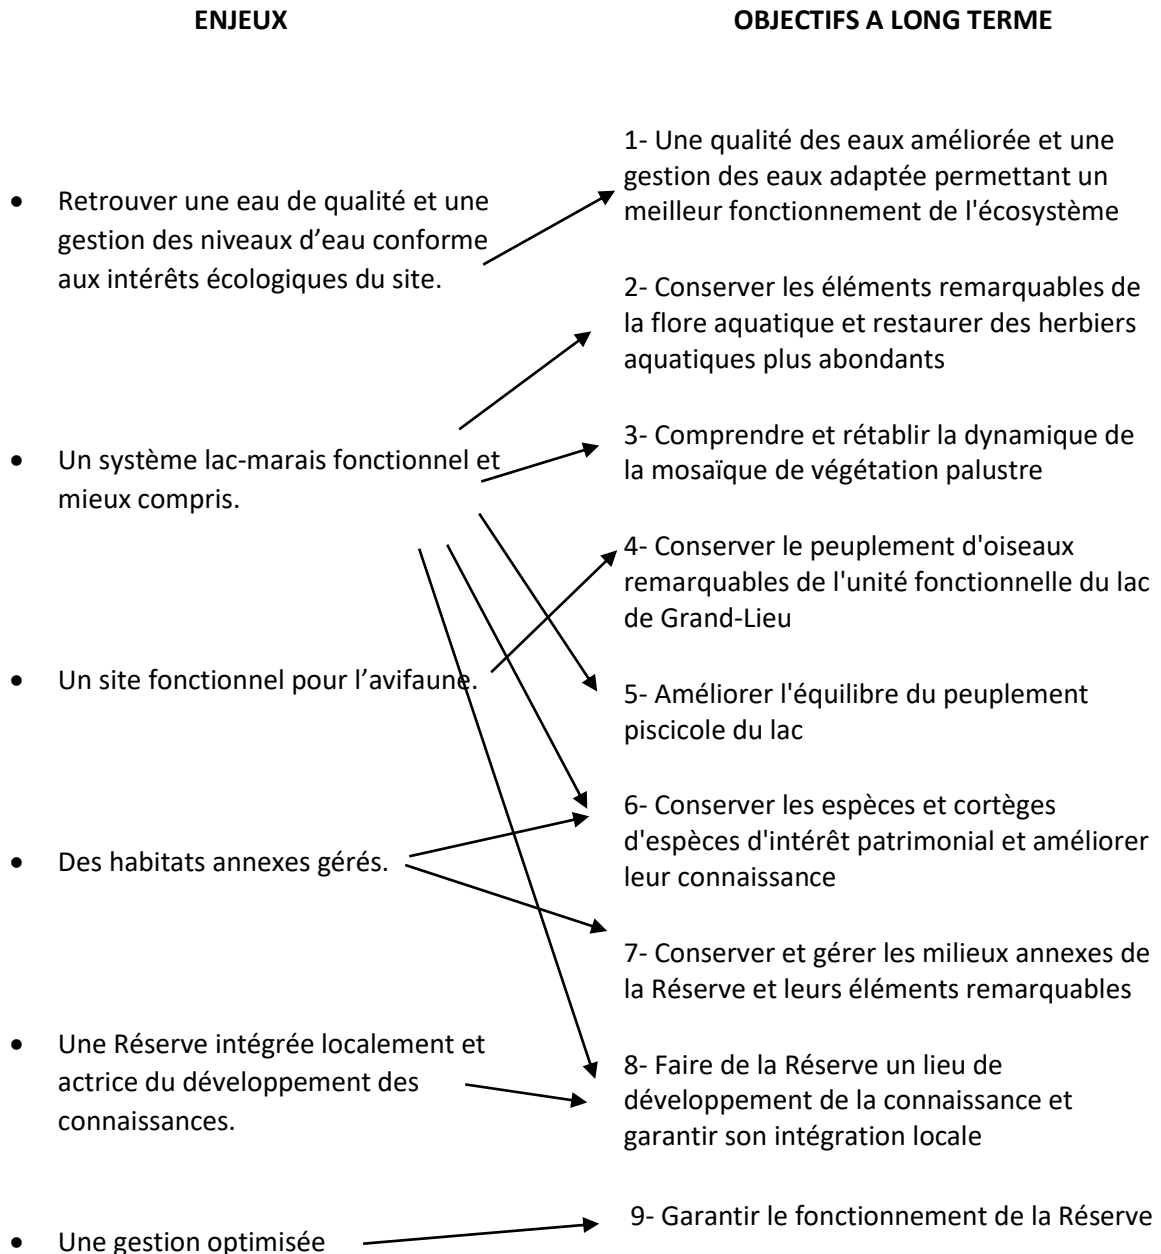 ENJEUX
OBJECTIFS A LONG TERME
• Retrouver une eau de qualité et une
gestion des niveaux d’eau conforme
aux intérêts écologiques du site.
• Un système lac-marais fonctionnel et
mieux compris.
• Un site fonctionnel pour l’avifaune.
• Des habitats annexes gérés.
• Une Réserve intégrée localement et
actrice du développement des
connaissances.
• Une gestion optimisée
1- Une qualité des eaux améliorée et une
gestion des eaux adaptée permettant un
meilleur fonctionnement de l'écosystème
2- Conserver les éléments remarquables de
la flore aquatique et restaurer des herbiers
aquatiques plus abondants
3- Comprendre et rétablir la dynamique de
la mosaïque de végétation palustre
4- Conserver le peuplement d'oiseaux
remarquables de l'unité fonctionnelle du lac
de Grand-Lieu
5- Améliorer l'équilibre du peuplement
piscicole du lac
6- Conserver les espèces et cortèges
d'espèces d'intérêt patrimonial et améliorer
leur connaissance
7- Conserver et gérer les milieux annexes de
la Réserve et leurs éléments remarquables
8- Faire de la Réserve un lieu de
développement de la connaissance et
garantir son intégration locale
9- Garantir le fonctionnement de la Réserve